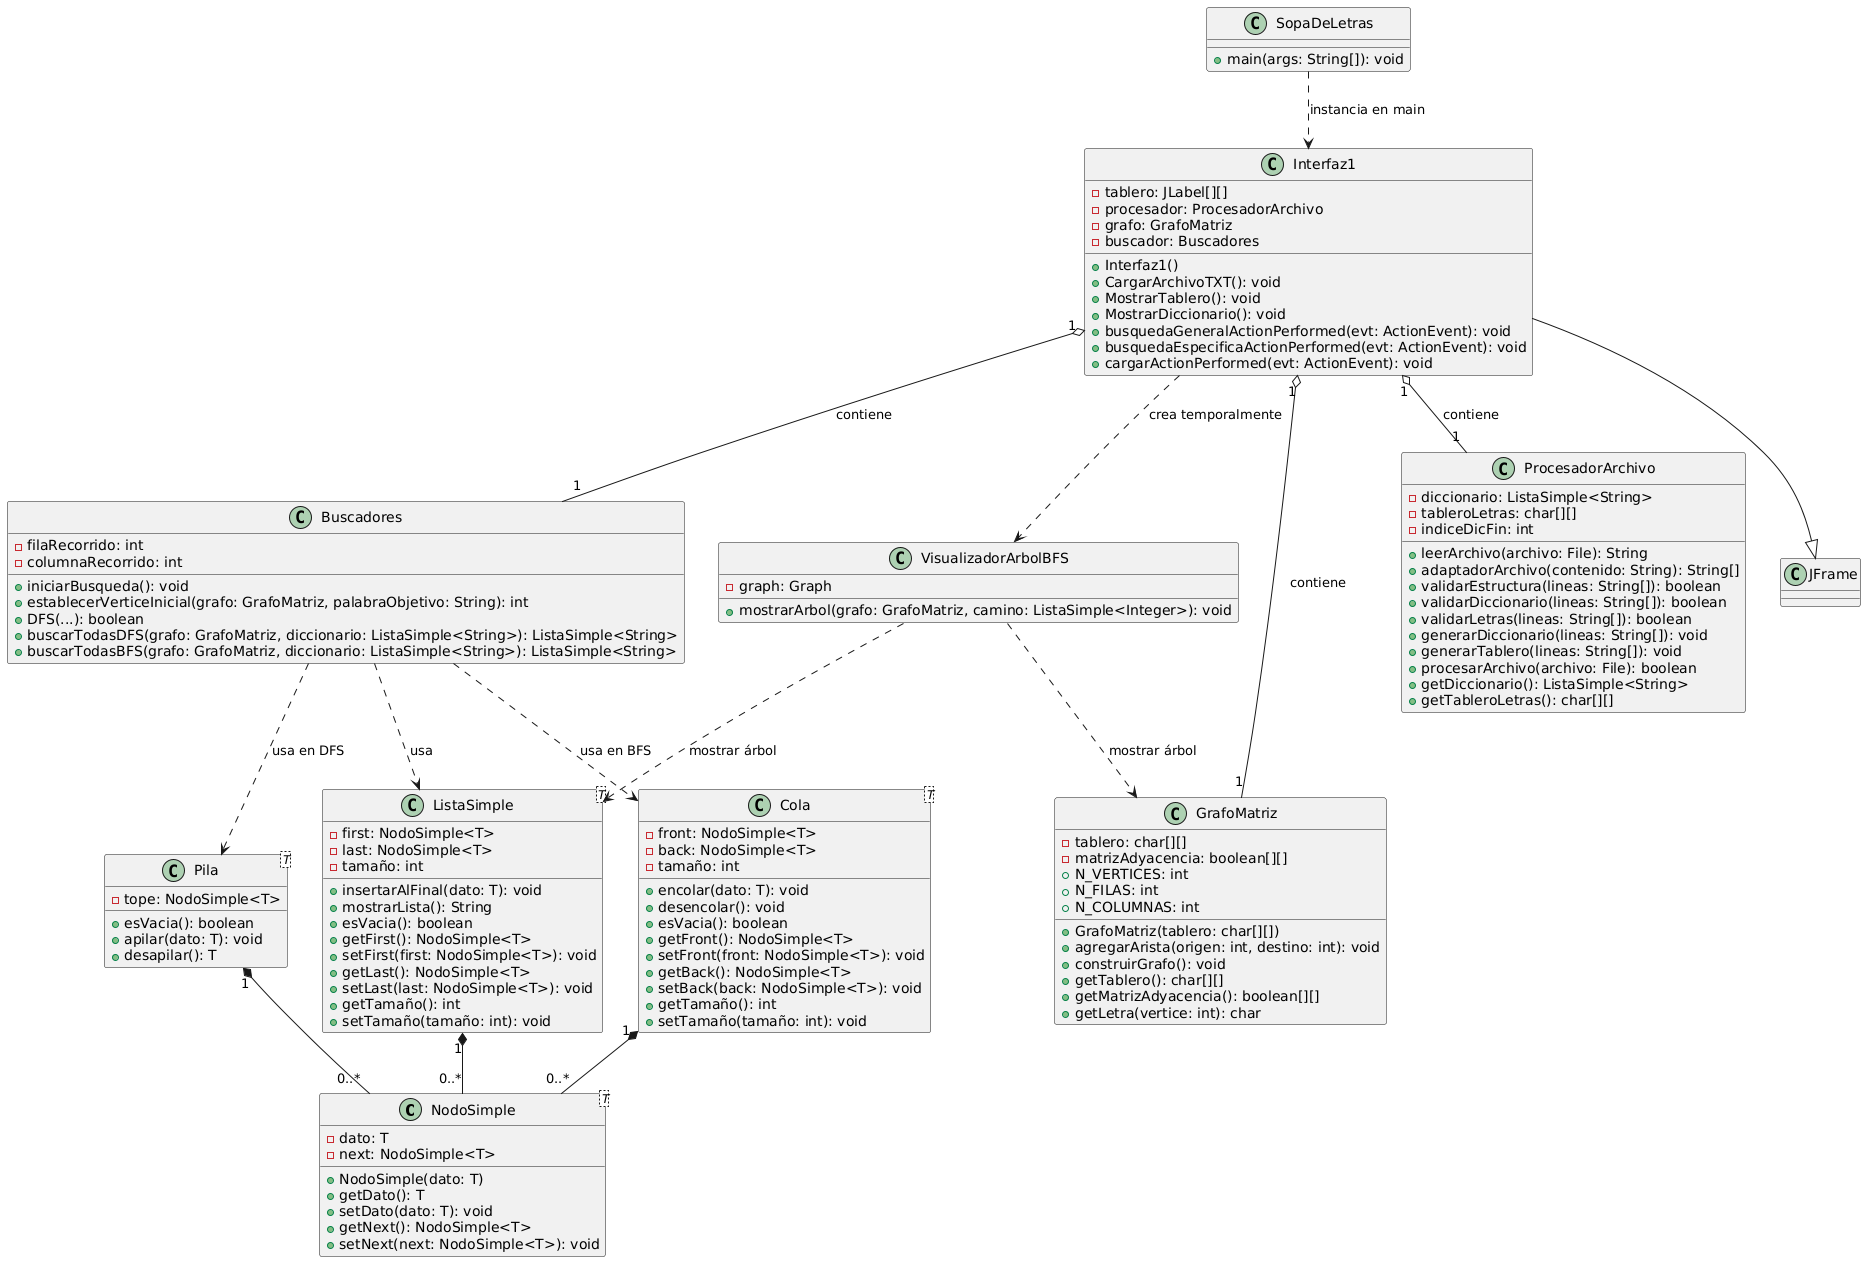 C SopaDeLetras
main(args: String[]): void
instancia en main
C Interfaz1
tablero: JLabel[][]
procesador: ProcesadorArchivo
grafo: GrafoMatriz
buscador: Buscadores
Interfaz1()
CargarArchivoTXT(): void
MostrarTablero(): void
MostrarDiccionario(): void
busquedaGeneralActionPerformed(evt: ActionEvent): void
busquedaEspecificaActionPerformed(evt: ActionEvent): void
cargarActionPerformed(evt: ActionEvent): void
1
1
1
contiene
crea temporalmente
contiene
1
1
contiene
C Buscadores
filaRecorrido: int
columnaRecorrido: int
iniciarBusqueda(): void
establecerVerticeInicial(grafo: GrafoMatriz, palabraObjetivo: String): int
DFS(...): boolean
buscarTodasDFS(grafo: GrafoMatriz, diccionario: ListaSimple<String>): ListaSimple<String>
buscarTodasBFS(grafo: GrafoMatriz, diccionario: ListaSimple<String>): ListaSimple<String>
C VisualizadorArbolBFS
graph: Graph
mostrarArbol(grafo: GrafoMatriz, camino: ListaSimple<Integer>): void
C ProcesadorArchivo
diccionario: ListaSimple<String>
tableroLetras: char[][]
indiceDicFin: int
leerArchivo(archivo: File): String
adaptadorArchivo(contenido: String): String[]
validarEstructura(lineas: String[]): boolean
validarDiccionario(lineas: String[]): boolean
validarLetras(lineas: String[]): boolean
generarDiccionario(lineas: String[]): void
generarTablero(lineas: String[]): void
procesarArchivo(archivo: File): boolean
getDiccionario(): ListaSimple<String>
getTableroLetras(): char[][]
C JFrame
usa en DFS
usa
usa en BFS
mostrar árbol
mostrar árbol
1
C Pila
T
tope: NodoSimple<T>
esVacia(): boolean
apilar(dato: T): void
desapilar(): T
C ListaSimple
T
first: NodoSimple<T>
last: NodoSimple<T>
tamaño: int
insertarAlFinal(dato: T): void
mostrarLista(): String
esVacia(): boolean
getFirst(): NodoSimple<T>
setFirst(first: NodoSimple<T>): void
getLast(): NodoSimple<T>
setLast(last: NodoSimple<T>): void
getTamaño(): int
setTamaño(tamaño: int): void
C Cola
T
front: NodoSimple<T>
back: NodoSimple<T>
tamaño: int
encolar(dato: T): void
desencolar(): void
esVacia(): boolean
getFront(): NodoSimple<T>
setFront(front: NodoSimple<T>): void
getBack(): NodoSimple<T>
setBack(back: NodoSimple<T>): void
getTamaño(): int
setTamaño(tamaño: int): void
C GrafoMatriz
tablero: char[][]
matrizAdyacencia: boolean[][]
N_VERTICES: int
N_FILAS: int
N_COLUMNAS: int
GrafoMatriz(tablero: char[][])
agregarArista(origen: int, destino: int): void
construirGrafo(): void
getTablero(): char[][]
getMatrizAdyacencia(): boolean[][]
getLetra(vertice: int): char
1
1
1
0..*
0..*
0..*
C NodoSimple
T
dato: T
next: NodoSimple<T>
NodoSimple(dato: T)
getDato(): T
setDato(dato: T): void
getNext(): NodoSimple<T>
setNext(next: NodoSimple<T>): void